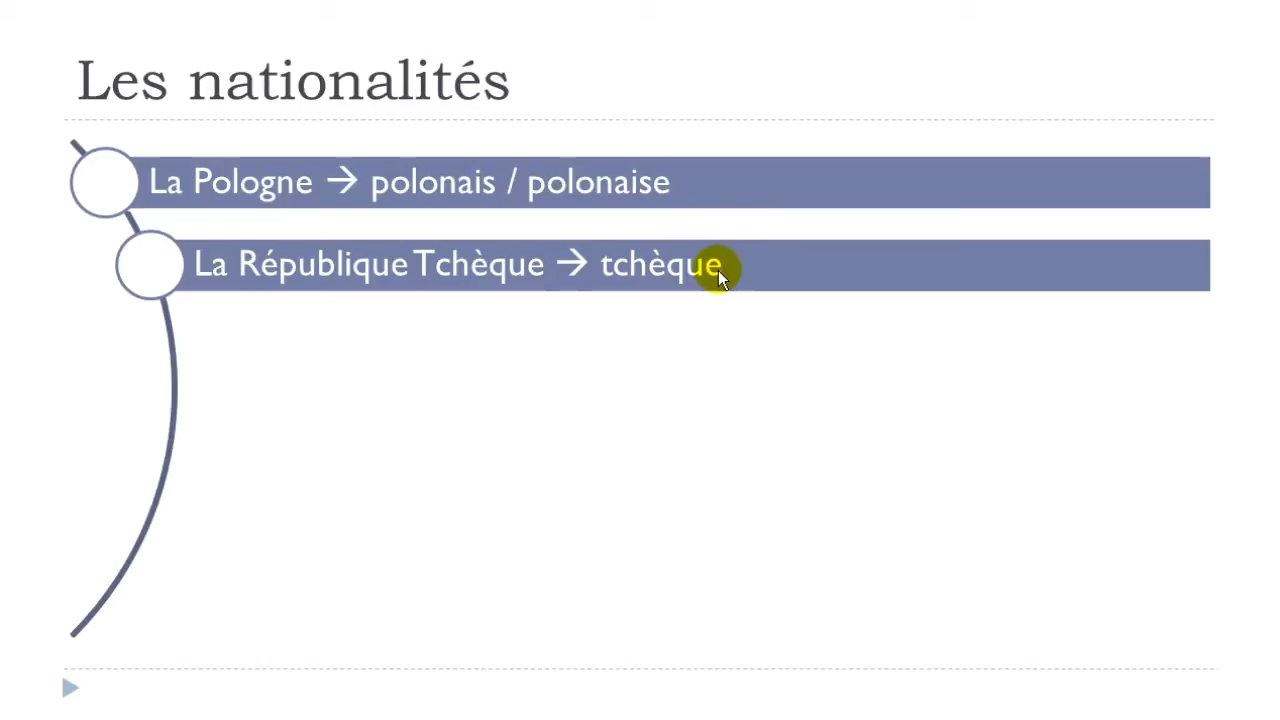 Les nationalités
La Pologne → polonais / polonaise
La République Tchèque → tchèque